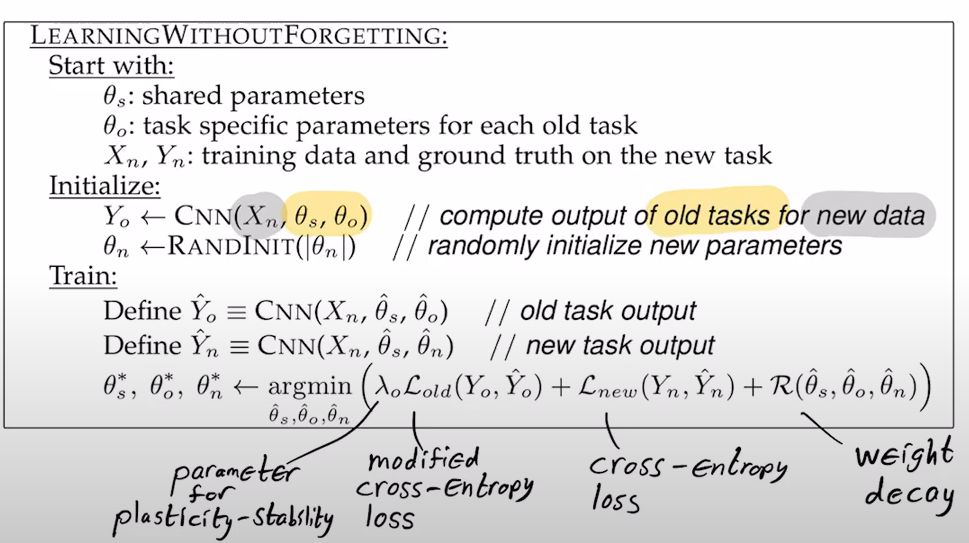 LEARNINGWITHOUTFORGETTING:
Start with:
θₛ: shared parameters
θₒ: task specific parameters for each old task
Xₙ, Yₙ: training data and ground truth on the new task
Initialize:
Yₒ ← CNN(Xₙ, θₛ, θₒ) // compute output of old tasks for new data
θₙ ←RANDINIT(|θₙ|) // randomly initialize new parameters
Train:
Define Ŷₒ ≡ CNN(Xₙ, θ̂ₛ, θ̂ₒ) // old task output
Define Ŷₙ ≡ CNN(Xₙ, θ̂ₛ, θ̂ₙ) // new task output
θₛ*, θₒ*, θₙ* ← argmin (λₒℒ_old(Yₒ, Ŷₒ) + ℒ_new(Yₙ, Ŷₙ) + ℛ(θ̂ₛ, θ̂ₒ, θ̂ₙ))
θ̂ₛ,θ̂ₒ,θ̂ₙ
parameter
for
plasticity-stability
modified
cross-entropy
loss
cross-entropy
loss
weight
decay